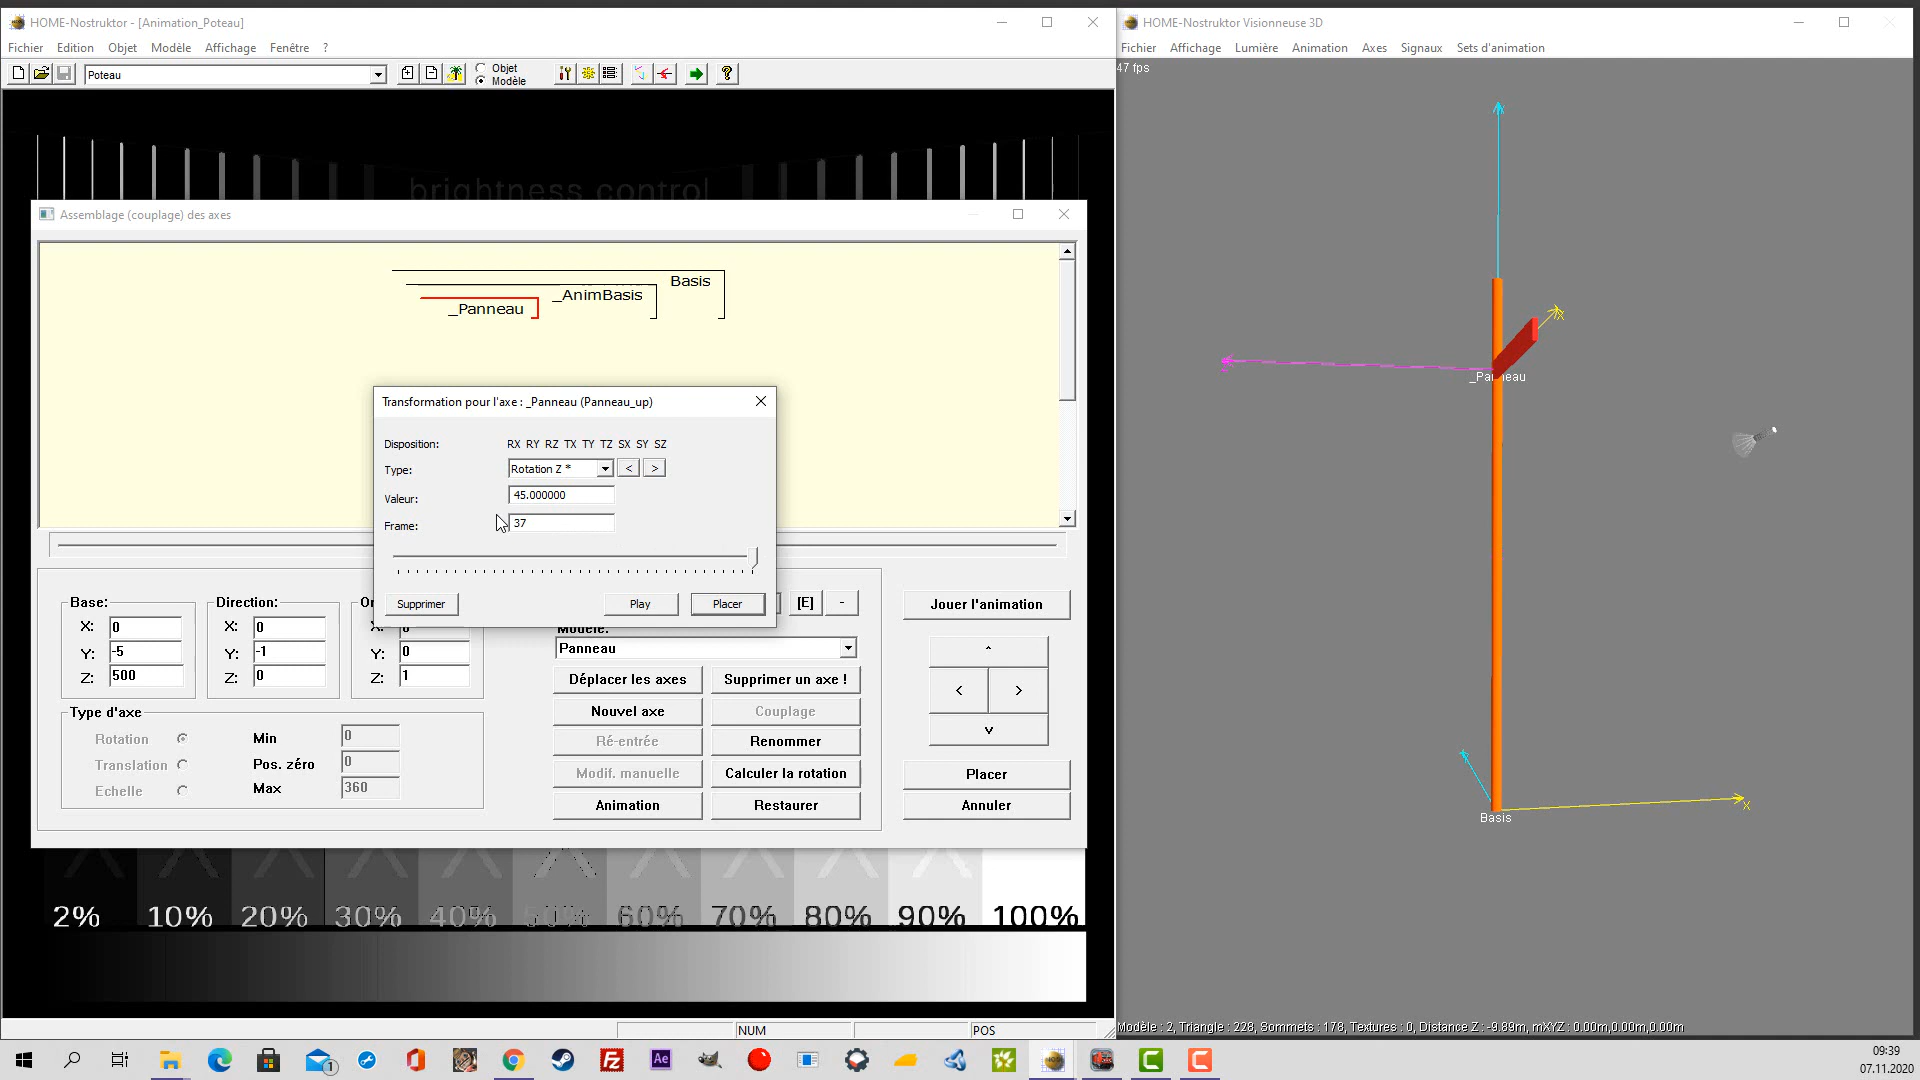 HOME-Nostruktor - [Animation_Poteau]
Fichier Edition Objet Modèle Affichage Fenêtre ?
Poteau
Objet
Modèle
brightness control
Assemblage (couplage) des axes
Basis
_AnimBasis
_Panneau
Transformation pour l'axe : _Panneau (Panneau_up)
Disposition: RX RY RZ TX TY TZ SX SY SZ
Type: Rotation Z * < >
Valeur: 45.000000
Frame: 37
Supprimer Play Placer
Base:
X: 0
Y: -5
Z: 500
Direction:
X: 0
Y: -1
Z: 0
Y: 0
Z: 1
[E] -
Modèle:
Panneau
Type d'axe
Rotation
Translation
Echelle
Min 0
Pos. zéro 0
Max 360
Déplacer les axes Supprimer un axe !
Nouvel axe Couplage
Ré-entrée Renommer
Modif. manuelle Calculer la rotation
Animation Restaurer
Jouer l'animation
^
< >
v
Placer
Annuler
2% 10% 20% 30% 40% 50% 60% 70% 80% 90% 100%
NUM POS
HOME-Nostruktor Visionneuse 3D
Fichier Affichage Lumière Animation Axes Signaux Sets d'animation
47 fps
X
_Panneau
X
Basis
Modèle : 2, Triangle : 228, Sommets : 178, Textures : 0, Distance Z : -9.89m, mXYZ : 0.00m,0.00m,0.00m
1
Ae
09:39
07.11.2020